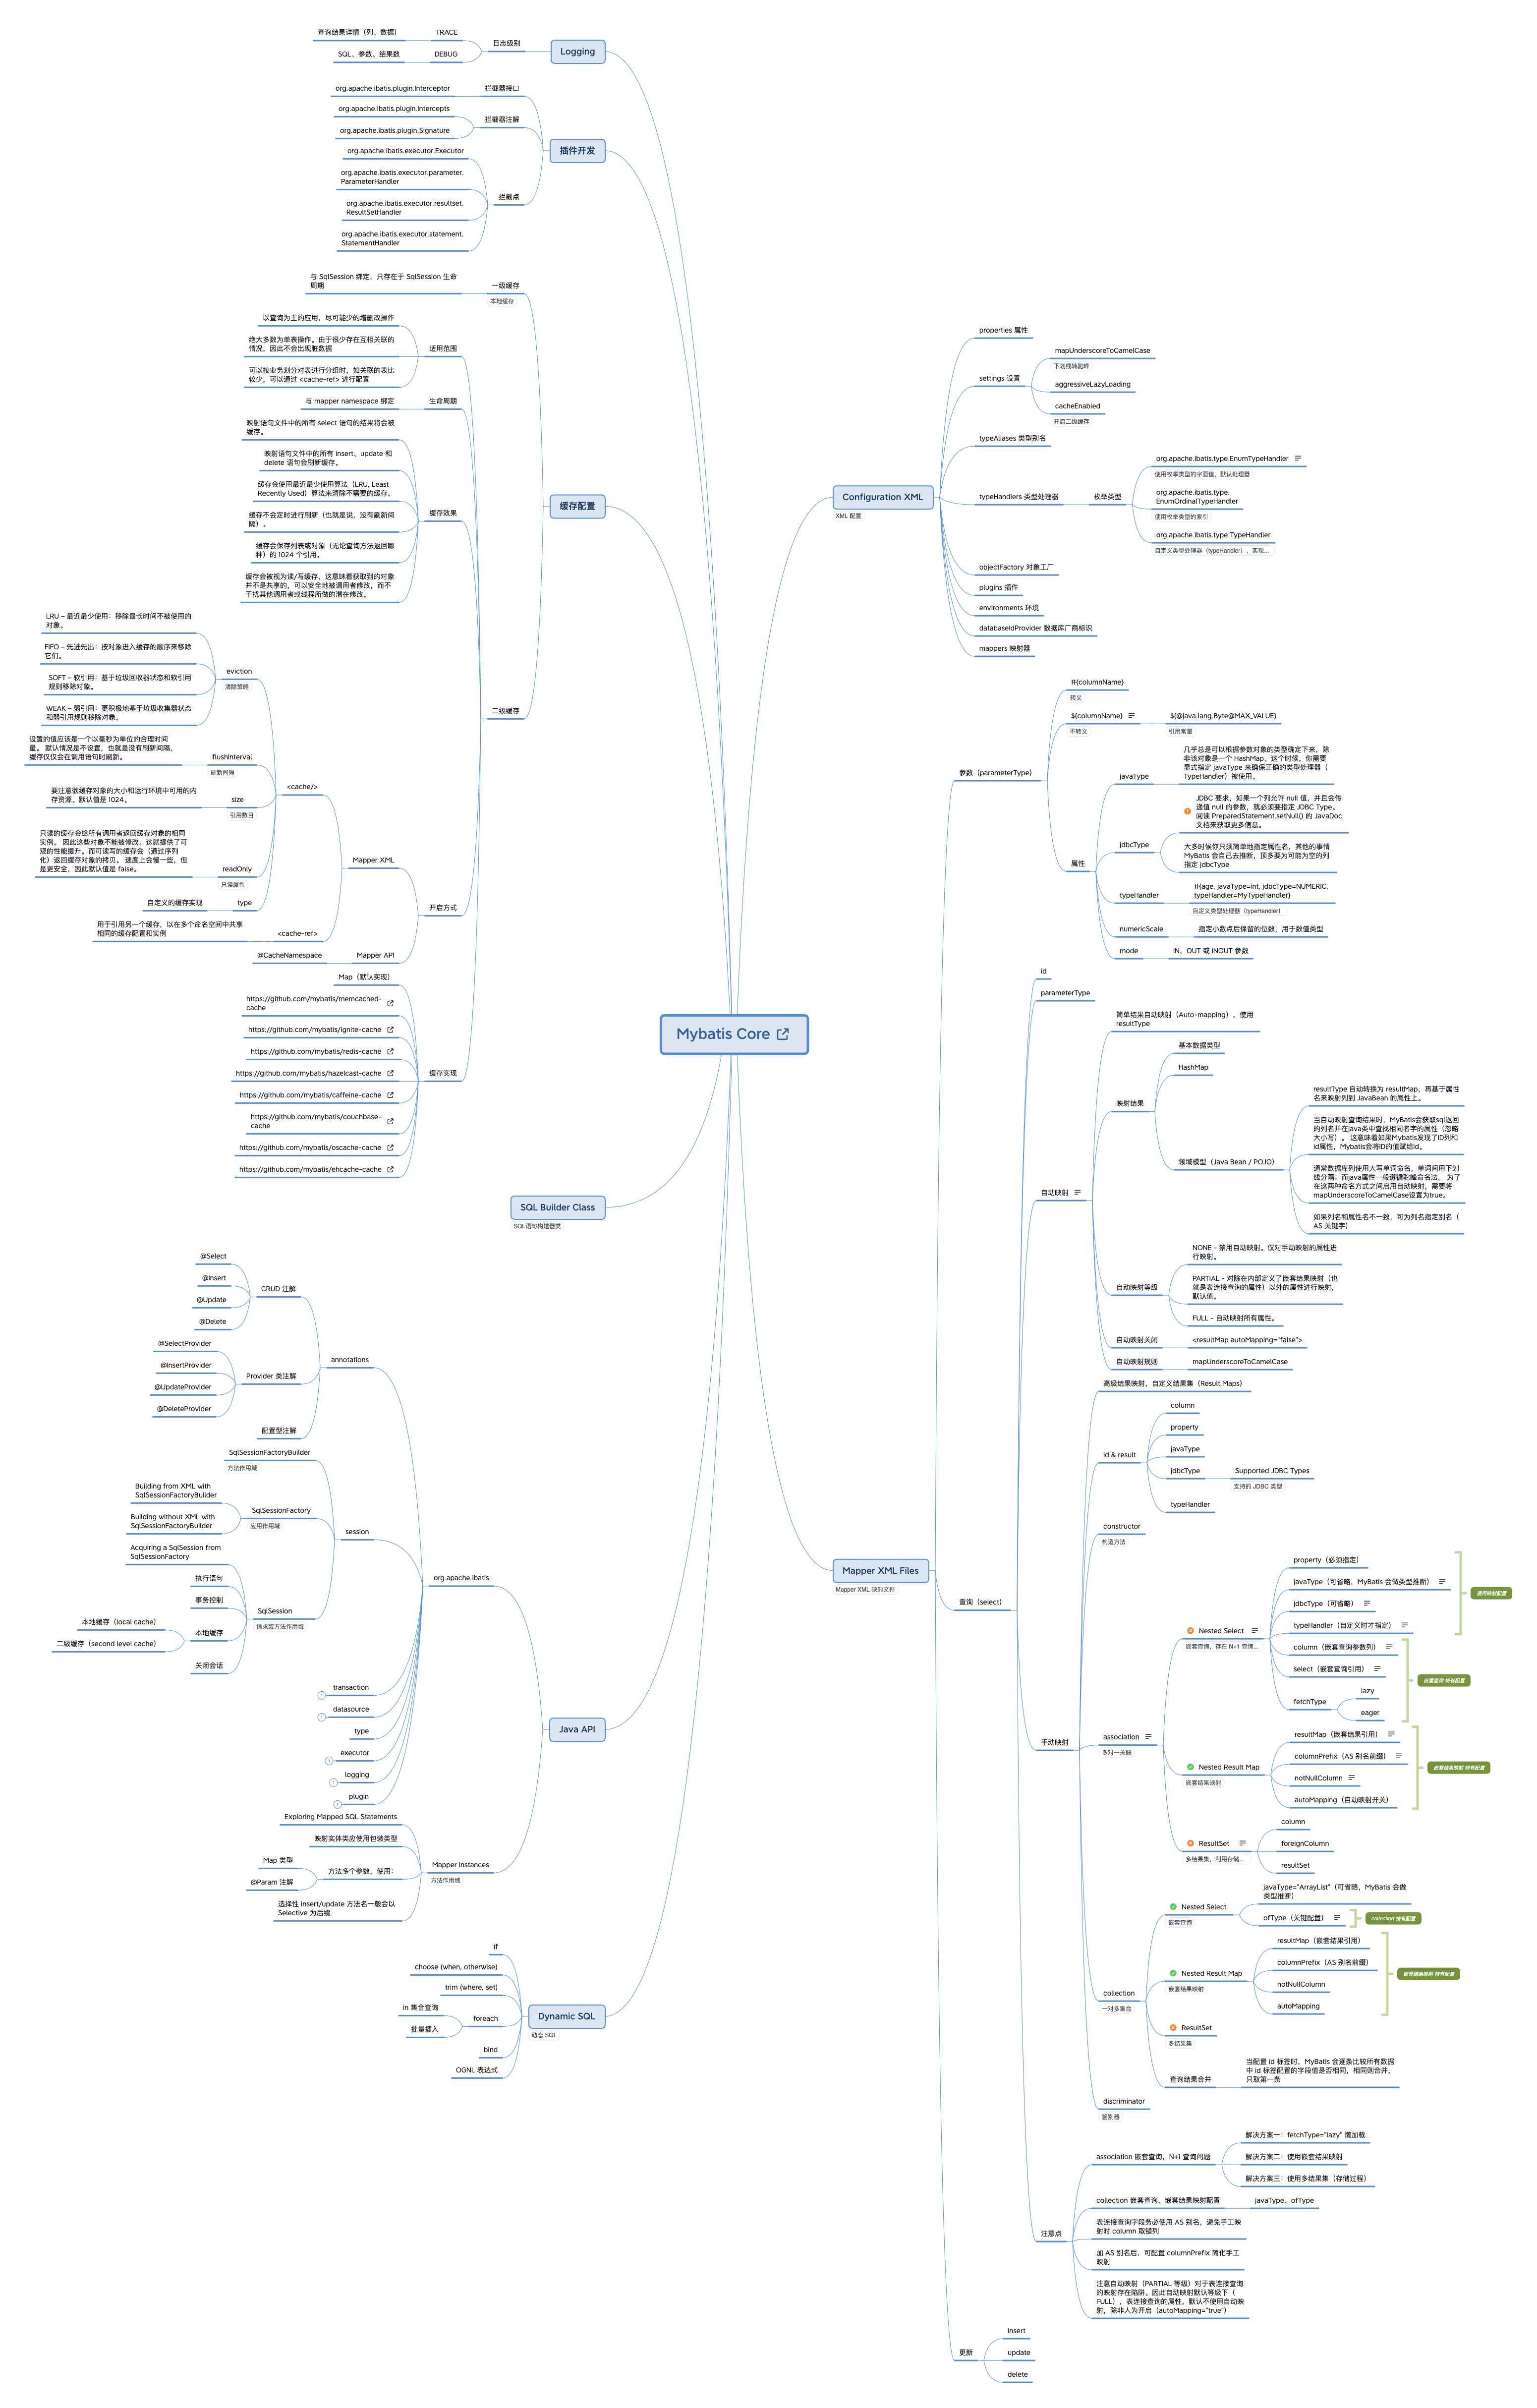 Mybatis Core
Logging
日志级别
TRACE
查询结果详情（列、数据）
DEBUG
SQL、参数、结果数
插件开发
拦截器接口
org.apache.ibatis.plugin.Interceptor
拦截器注解
org.apache.ibatis.plugin.Intercepts
org.apache.ibatis.plugin.Signature
拦截点
org.apache.ibatis.executor.Executor
org.apache.ibatis.executor.parameter.
ParameterHandler
org.apache.ibatis.executor.resultset.
ResultSetHandler
org.apache.ibatis.executor.statement.
StatementHandler
缓存配置
一级缓存
本地缓存
与 SqlSession 绑定，只存在于 SqlSession 生命
周期
二级缓存
适用范围
以查询为主的应用，尽可能少的增删改操作
绝大多数为单表操作。由于很少存在互相关联的
情况，因此不会出现脏数据
可以按业务划分对表进行分组时，如关联的表比
较少，可以通过 <cache-ref> 进行配置
生命周期
与 mapper namespace 绑定
缓存效果
映射语句文件中的所有 select 语句的结果将会被
缓存。
映射语句文件中的所有 insert、update 和
delete 语句会刷新缓存。
缓存会使用最近最少使用算法（LRU, Least
Recently Used）算法来清除不需要的缓存。
缓存不会定时进行刷新（也就是说，没有刷新间
隔）。
缓存会保存列表或对象（无论查询方法返回哪
种）的 1024 个引用。
缓存会被视为读/写缓存，这意味着获取到的对象
并不是共享的，可以安全地被调用者修改，而不
干扰其他调用者或线程所做的潜在修改。
开启方式
Mapper XML
<cache/>
eviction
清除策略
LRU – 最近最少使用：移除最长时间不被使用的
对象。
FIFO – 先进先出：按对象进入缓存的顺序来移除
它们。
SOFT – 软引用：基于垃圾回收器状态和软引用
规则移除对象。
WEAK – 弱引用：更积极地基于垃圾收集器状态
和弱引用规则移除对象。
flushInterval
刷新间隔
设置的值应该是一个以毫秒为单位的合理时间
量。 默认情况是不设置，也就是没有刷新间隔，
缓存仅仅会在调用语句时刷新。
size
引用数目
要注意欲缓存对象的大小和运行环境中可用的内
存资源。默认值是 1024。
readOnly
只读属性
只读的缓存会给所有调用者返回缓存对象的相同
实例。 因此这些对象不能被修改。这就提供了可
观的性能提升。而可读写的缓存会（通过序列
化）返回缓存对象的拷贝。 速度上会慢一些，但
是更安全，因此默认值是 false。
type
自定义的缓存实现
<cache-ref>
用于引用另一个缓存，以在多个命名空间中共享
相同的缓存配置和实例
Mapper API
@CacheNamespace
缓存实现
Map（默认实现）
https://github.com/mybatis/memcached-
cache
https://github.com/mybatis/ignite-cache
https://github.com/mybatis/redis-cache
https://github.com/mybatis/hazelcast-cache
https://github.com/mybatis/caffeine-cache
https://github.com/mybatis/couchbase-
cache
https://github.com/mybatis/oscache-cache
https://github.com/mybatis/ehcache-cache
SQL Builder Class
SQL语句构建器类
Java API
org.apache.ibatis
annotations
CRUD 注解
@Select
@Insert
@Update
@Delete
Provider 类注解
@SelectProvider
@InsertProvider
@UpdateProvider
@DeleteProvider
配置型注解
session
SqlSessionFactoryBuilder
方法作用域
SqlSessionFactory
应用作用域
Building from XML with
SqlSessionFactoryBuilder
Building without XML with
SqlSessionFactoryBuilder
SqlSession
请求或方法作用域
Acquiring a SqlSession from
SqlSessionFactory
执行语句
事务控制
本地缓存
本地缓存（local cache）
二级缓存（second level cache）
关闭会话
transaction
datasource
type
executor
logging
plugin
Mapper Instances
方法作用域
Exploring Mapped SQL Statements
映射实体类应使用包装类型
方法多个参数，使用：
Map 类型
@Param 注解
选择性 insert/update 方法名一般会以
Selective 为后缀
Dynamic SQL
动态 SQL
if
choose (when, otherwise)
trim (where, set)
foreach
in 集合查询
批量插入
bind
OGNL 表达式
Configuration XML
XML 配置
properties 属性
settings 设置
mapUnderscoreToCamelCase
下划线转驼峰
aggressiveLazyLoading
cacheEnabled
开启二级缓存
typeAliases 类型别名
typeHandlers 类型处理器
枚举类型
org.apache.ibatis.type.EnumTypeHandler
使用枚举类型的字面值，默认处理器
org.apache.ibatis.type.
EnumOrdinalTypeHandler
使用枚举类型的索引
org.apache.ibatis.type.TypeHandler
自定义类型处理器（typeHandler），实现...
objectFactory 对象工厂
plugins 插件
environments 环境
databaseIdProvider 数据库厂商标识
mappers 映射器
Mapper XML Files
Mapper XML 映射文件
参数（parameterType）
#{columnName}
转义
${columnName}
不转义
${@java.lang.Byte@MAX_VALUE}
引用常量
属性
javaType
几乎总是可以根据参数对象的类型确定下来，除
非该对象是一个 HashMap。这个时候，你需要
显式指定 javaType 来确保正确的类型处理器（
TypeHandler）被使用。
jdbcType
JDBC 要求，如果一个列允许 null 值，并且会传
递值 null 的参数，就必须要指定 JDBC Type。
阅读 PreparedStatement.setNull() 的 JavaDoc
文档来获取更多信息。
大多时候你只须简单地指定属性名，其他的事情
MyBatis 会自己去推断，顶多要为可能为空的列
指定 jdbcType
typeHandler
#{age, javaType=int, jdbcType=NUMERIC,
typeHandler=MyTypeHandler}
自定义类型处理器（typeHandler）
numericScale
指定小数点后保留的位数，用于数值类型
mode
IN，OUT 或 INOUT 参数
查询（select）
id
parameterType
自动映射
简单结果自动映射（Auto-mapping），使用
resultType
映射结果
基本数据类型
HashMap
领域模型（Java Bean / POJO）
resultType 自动转换为 resultMap，再基于属性
名来映射列到 JavaBean 的属性上。
当自动映射查询结果时，MyBatis会获取sql返回
的列名并在java类中查找相同名字的属性（忽略
大小写）。 这意味着如果Mybatis发现了ID列和
id属性，Mybatis会将ID的值赋给id。
通常数据库列使用大写单词命名，单词间用下划
线分隔；而java属性一般遵循驼峰命名法。 为了
在这两种命名方式之间启用自动映射，需要将
mapUnderscoreToCamelCase设置为true。
如果列名和属性名不一致，可为列名指定别名（
AS 关键字）
自动映射等级
NONE - 禁用自动映射。仅对手动映射的属性进
行映射。
PARTIAL - 对除在内部定义了嵌套结果映射（也
就是表连接查询的属性）以外的属性进行映射，
默认值。
FULL - 自动映射所有属性。
自动映射关闭
<resultMap autoMapping="false">
自动映射规则
mapUnderscoreToCamelCase
手动映射
高级结果映射，自定义结果集（Result Maps）
id & result
column
property
javaType
jdbcType
Supported JDBC Types
支持的 JDBC 类型
typeHandler
constructor
构造方法
association
多对一关联
Nested Select
嵌套查询，存在 N+1 查询...
property（必须指定）
javaType（可省略，MyBatis 会做类型推断）
jdbcType（可省略）
typeHandler（自定义时才指定）
通用映射配置
column（嵌套查询参数列）
select（嵌套查询引用）
fetchType
lazy
eager
嵌套查询 特有配置
Nested Result Map
嵌套结果映射
resultMap（嵌套结果引用）
columnPrefix（AS 别名前缀）
notNullColumn
autoMapping（自动映射开关）
嵌套结果映射 特有配置
ResultSet
多结果集，利用存储...
column
foreignColumn
resultSet
collection
一对多集合
Nested Select
嵌套查询
javaType="ArrayList"（可省略，MyBatis 会做
类型推断）
ofType（关键配置）
collection 特有配置
Nested Result Map
嵌套结果映射
resultMap（嵌套结果引用）
columnPrefix（AS 别名前缀）
notNullColumn
autoMapping
嵌套结果映射 特有配置
ResultSet
多结果集
查询结果合并
当配置 id 标签时，MyBatis 会逐条比较所有数据
中 id 标签配置的字段值是否相同，相同则合并，
只取第一条
discriminator
鉴别器
注意点
association 嵌套查询，N+1 查询问题
解决方案一：fetchType="lazy" 懒加载
解决方案二：使用嵌套结果映射
解决方案三：使用多结果集（存储过程）
collection 嵌套查询、嵌套结果映射配置
javaType、ofType
表连接查询字段务必使用 AS 别名，避免手工映
射时 column 取错列
加 AS 别名后，可配置 columnPrefix 简化手工
映射
注意自动映射（PARTIAL 等级）对于表连接查询
的映射存在陷阱。因此自动映射默认等级下（
FULL），表连接查询的属性，默认不使用自动映
射，除非人为开启（autoMapping="true"）
更新
insert
update
delete